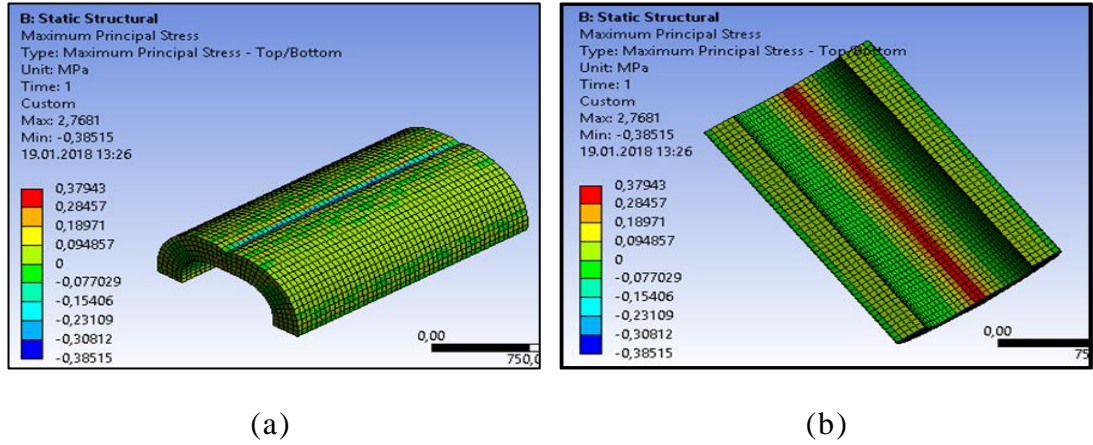 B: Static Structural
Maximum Principal Stress
Type: Maximum Principal Stress - Top/Bottom
Unit: MPa
Time: 1
Custom
Max: 2,7681
Min: -0,38515
19.01.2018 13:26
0,37943
0,28457
0,18971
0,094857
0
-0,077029
-0,15406
-0,23109
-0,30812
-0,38515
0,00
750,0
(a)
B: Static Structural
Maximum Principal Stress
Type: Maximum Principal Stress - Top/Bottom
Unit: MPa
Time: 1
Custom
Max: 2,7681
Min: -0,38515
19.01.2018 13:26
0,37943
0,28457
0,18971
0,094857
0
-0,077029
-0,15406
-0,23109
-0,30812
-0,38515
0,00
75
(b)